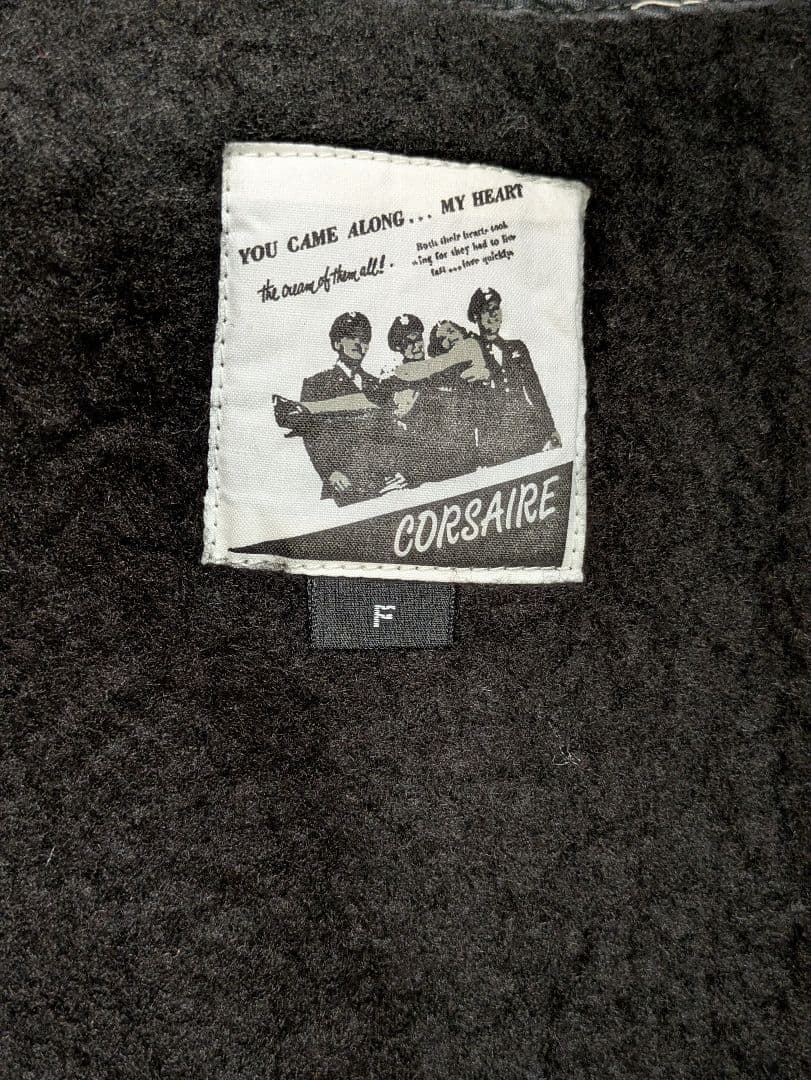 YOU CAME ALONG... MY HEART
the cream of them all!.
Both their hearts took
wing for they had to live
fast...love quickly
CORSAIRE
F